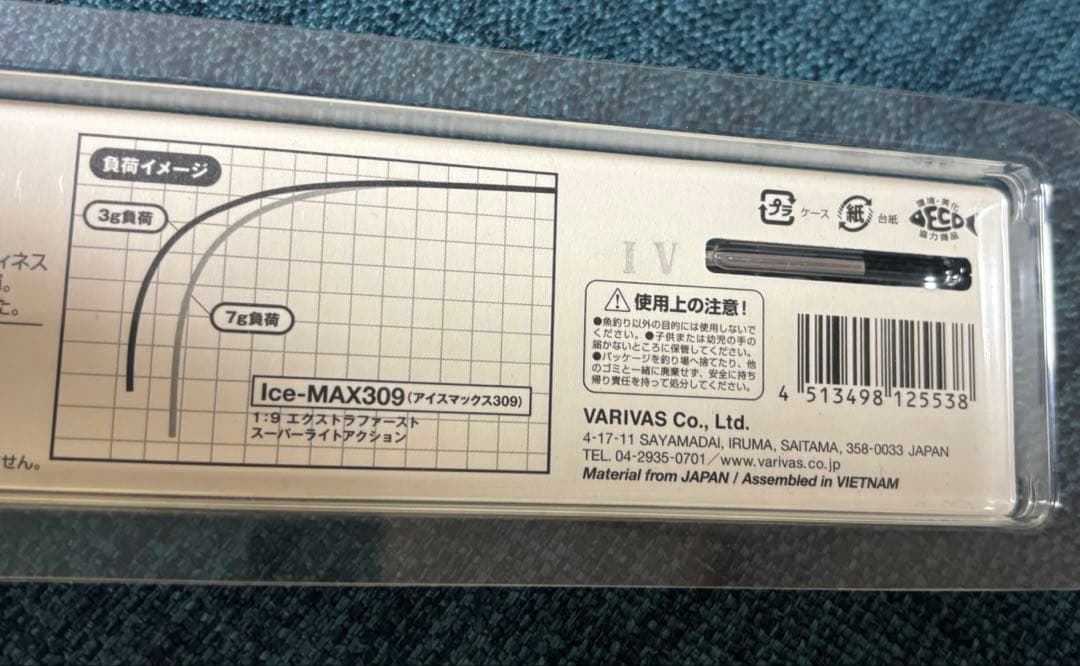 ィネス
た。
せん。
負荷イメージ
3g負荷
7g負荷
Ice-MAX309(アイスマックス309)
1:9 エクストラファースト
スーパーライトアクション
プラ ケース 紙 台紙
環境・美化
ECO
協力商品
IV
使用上の注意!
●魚釣り以外の目的には使用しないで
ください。●子供または幼児の手の
届かないところに保管してください。
●パッケージを釣り場へ捨てたり、他
のゴミと一緒に廃棄せず、安全に持ち
帰り責任を持って処分してください。
4 513498 125538
VARIVAS Co., Ltd.
4-17-11 SAYAMADAI, IRUMA, SAITAMA, 358-0033 JAPAN
TEL. 04-2935-0701/www.varivas.co.jp
Material from JAPAN / Assembled in VIETNAM